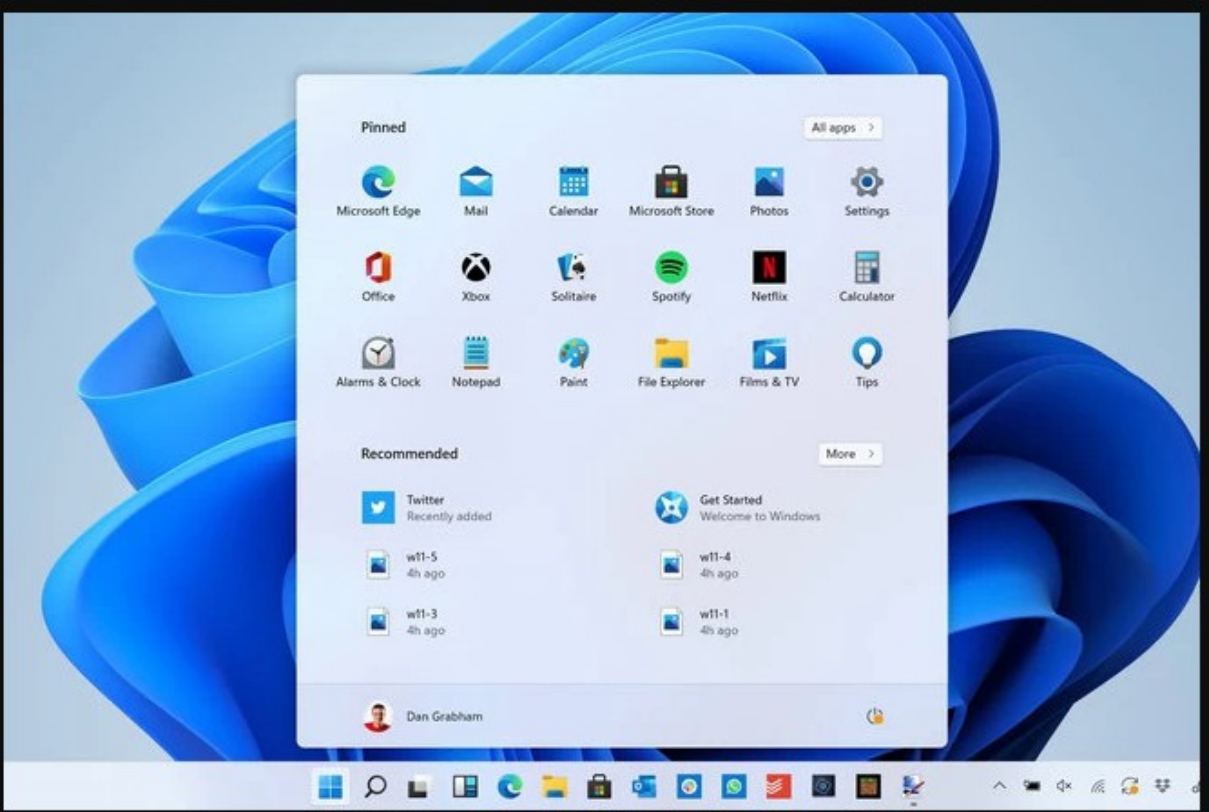 Pinned
All apps >
Microsoft Edge
Mail
Calendar
Microsoft Store
Photos
Settings
Office
Xbox
Solitaire
Spotify
Netflix
Calculator
Alarms & Clock
Notepad
Paint
File Explorer
Films & TV
Tips
Recommended
More >
Twitter
Recently added
Get Started
Welcome to Windows
w11-5
4h ago
w11-4
4h ago
w11-3
4h ago
w11-1
4h ago
Dan Grabham